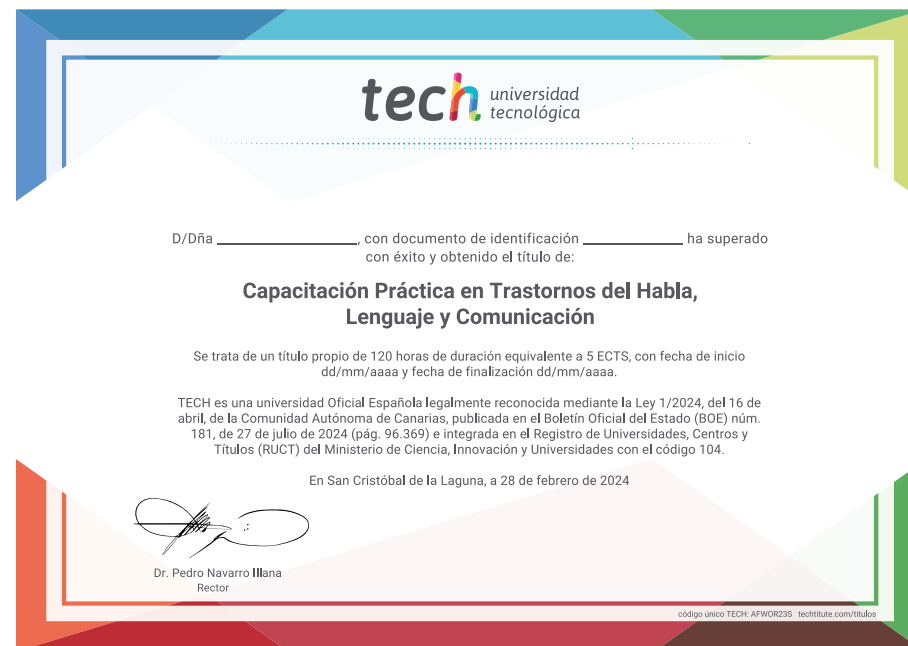 tech universidad
tecnológica
D/Dña ____________________, con documento de identificación ______________ ha superado
con éxito y obtenido el título de:
Capacitación Práctica en Trastornos del Habla,
Lenguaje y Comunicación
Se trata de un título propio de 120 horas de duración equivalente a 5 ECTS, con fecha de inicio
dd/mm/aaaa y fecha de finalización dd/mm/aaaa.
TECH es una universidad Oficial Española legalmente reconocida mediante la Ley 1/2024, del 16 de
abril, de la Comunidad Autónoma de Canarias, publicada en el Boletín Oficial del Estado (BOE) núm.
181, de 27 de julio de 2024 (pág. 96.369) e integrada en el Registro de Universidades, Centros y
Títulos (RUCT) del Ministerio de Ciencia, Innovación y Universidades con el código 104.
En San Cristóbal de la Laguna, a 28 de febrero de 2024
Dr. Pedro Navarro Illana
Rector
código único TECH: AFWOR23S techtitute.com/titulos